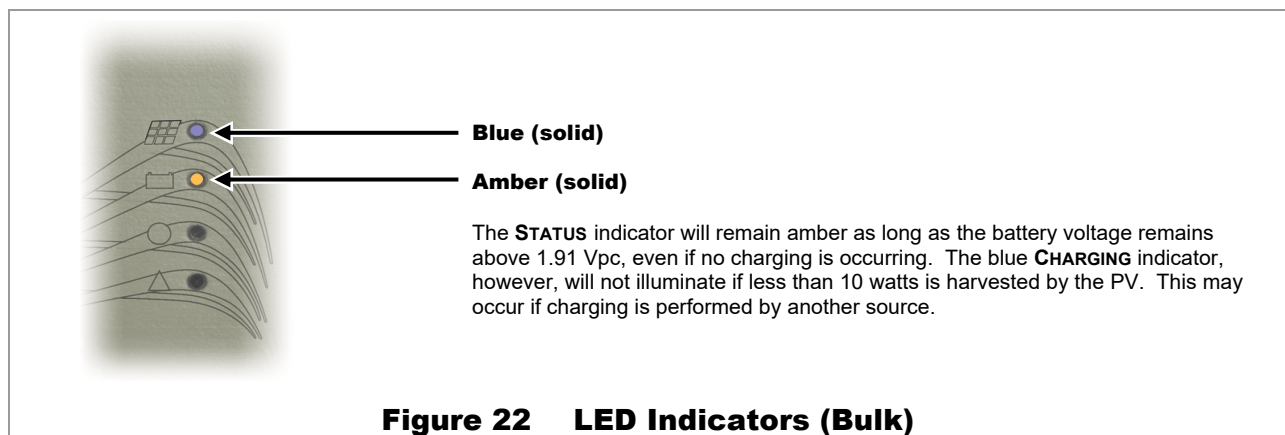 Blue (solid)
Amber (solid)
The STATUS indicator will remain amber as long as the battery voltage remains
above 1.91 Vpc, even if no charging is occurring. The blue CHARGING indicator,
however, will not illuminate if less than 10 watts is harvested by the PV. This may
occur if charging is performed by another source.
Figure 22 LED Indicators (Bulk)